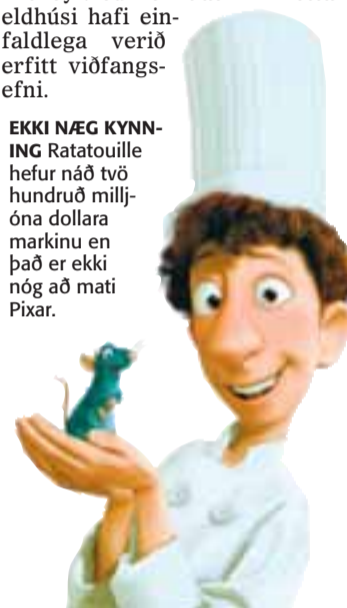 eldhúsi hafi ein-
faldlega verið
erfitt viðfangs-
efni.
EKKI NÆG KYNN-
ING Ratatouille
hefur náð tvö
hundruð millj-
óna dollara
markinu en
það er ekki
nóg að mati
Pixar.